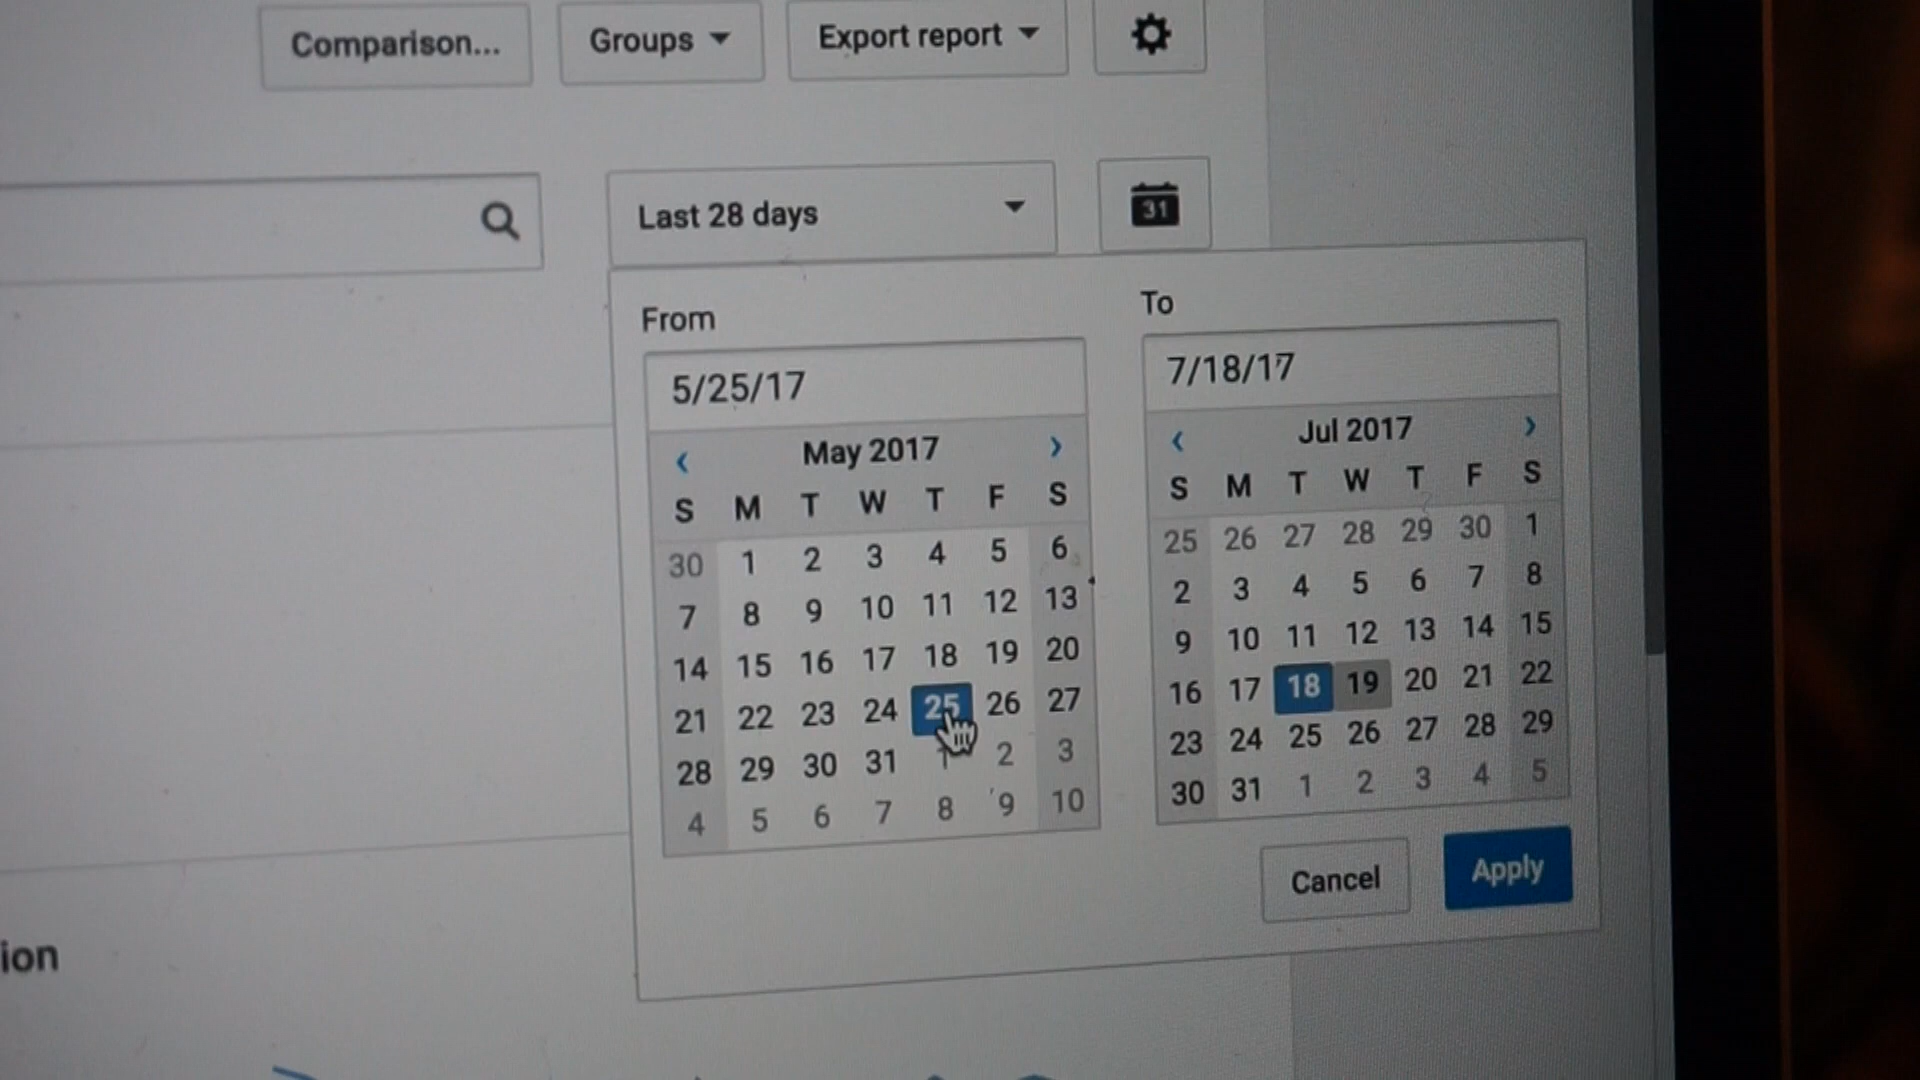 Comparison... Groups Export report
Last 28 days 31
From To
5/25/17 7/18/17
‹ May 2017 › ‹ Jul 2017 ›
S M T W T F S S M T W T F S
30 1 2 3 4 5 6 25 26 27 28 29 30 1
7 8 9 10 11 12 13 2 3 4 5 6 7 8
14 15 16 17 18 19 20 9 10 11 12 13 14 15
21 22 23 24 25 26 27 16 17 18 19 20 21 22
28 29 30 31 1 2 3 23 24 25 26 27 28 29
4 5 6 7 8 9 10 30 31 1 2 3 4 5
Cancel Apply
ion